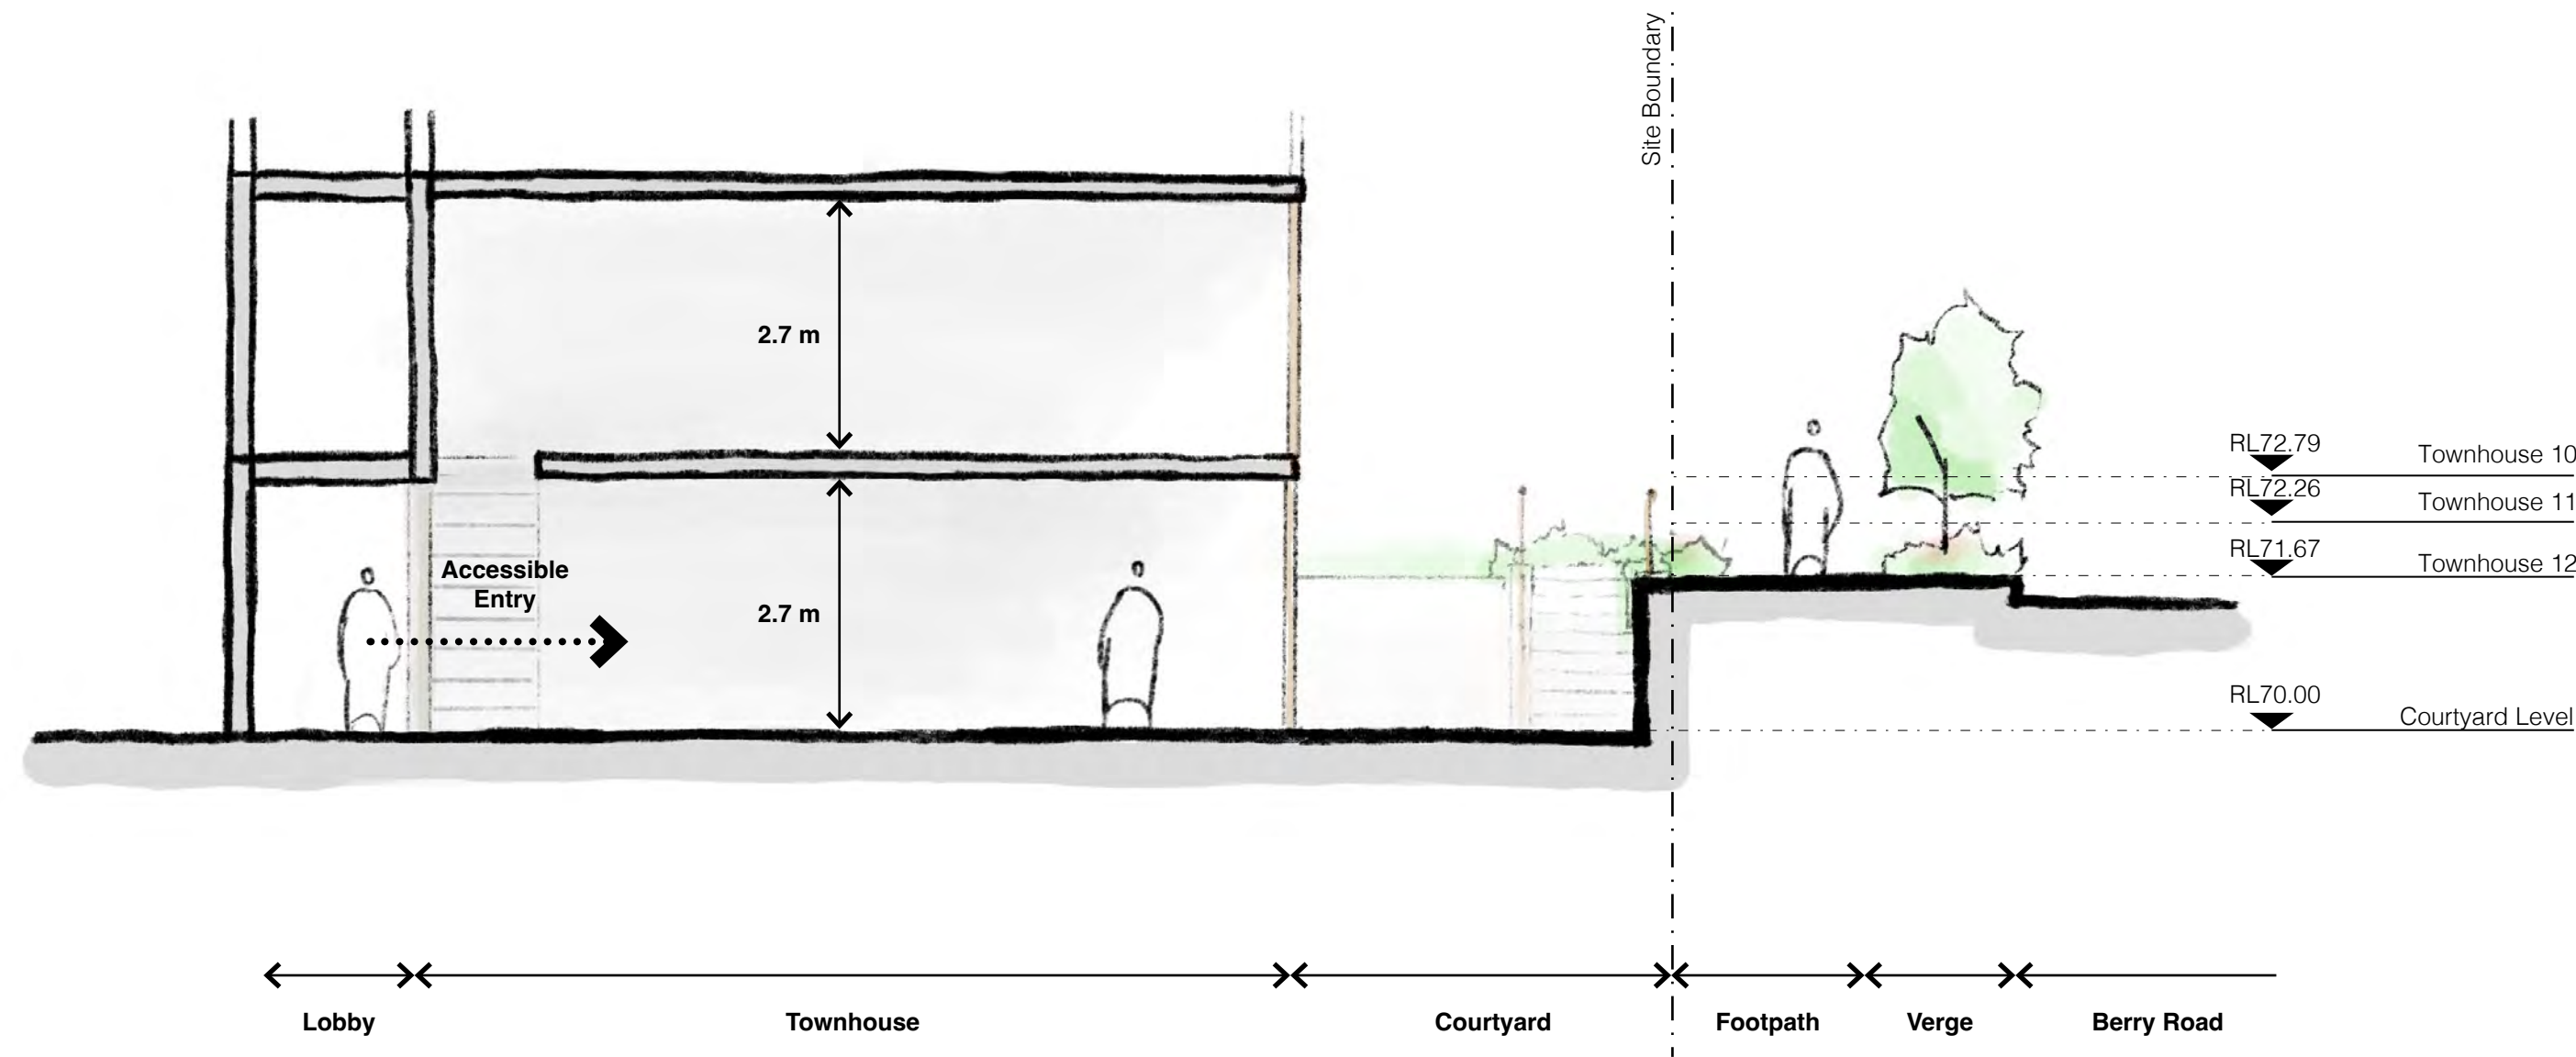 Site Boundary
2.7 m
RL72.79
Townhouse 10
RL72.26
Townhouse 11
RL71.67
Townhouse 12
Accessible
Entry
2.7 m
RL70.00
Courtyard Level
Lobby
Townhouse
Courtyard
Footpath
Verge
Berry Road